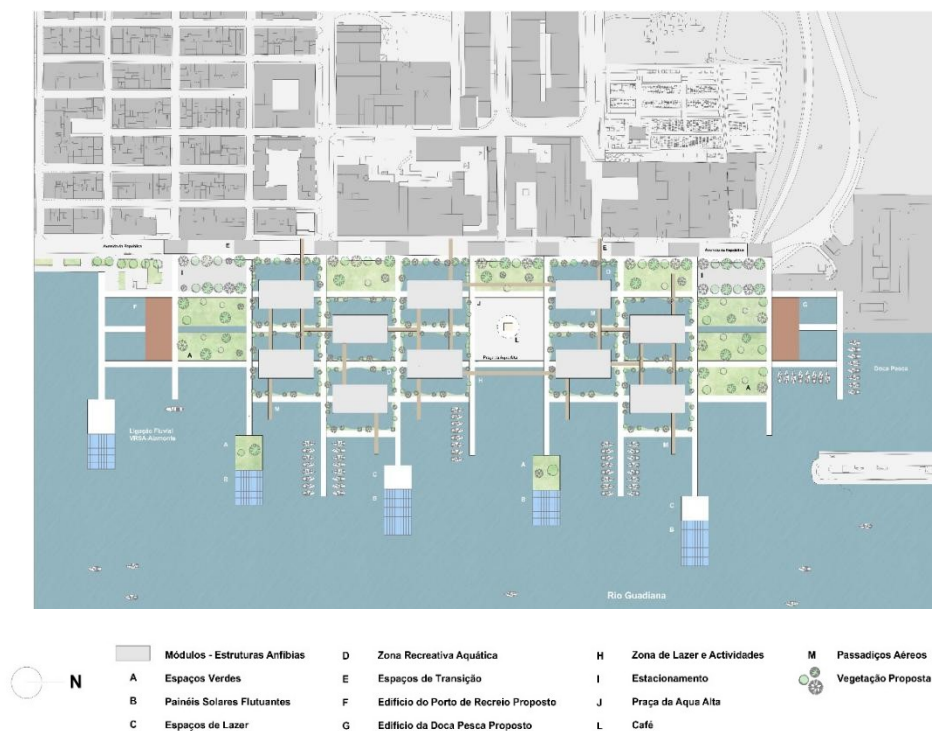 Avenida da República
E
E
Avenida da República
I
D
I
F
J
M
G
L
A
Praça da Aqua Alta
H
A
Doca Pesca
M
Ligação Fluvial
VRSA-Ayamonte
A
M
B
C
A
B
B
C
B
Rio Guadiana
N
Módulos - Estruturas Anfíbias
A Espaços Verdes
B Painéis Solares Flutuantes
C Espaços de Lazer
D Zona Recreativa Aquática
E Espaços de Transição
F Edifício do Porto de Recreio Proposto
G Edifício da Doca Pesca Proposto
H Zona de Lazer e Actividades
I Estacionamento
J Praça da Aqua Alta
L Café
M Passadiços Aéreos
Vegetação Proposta